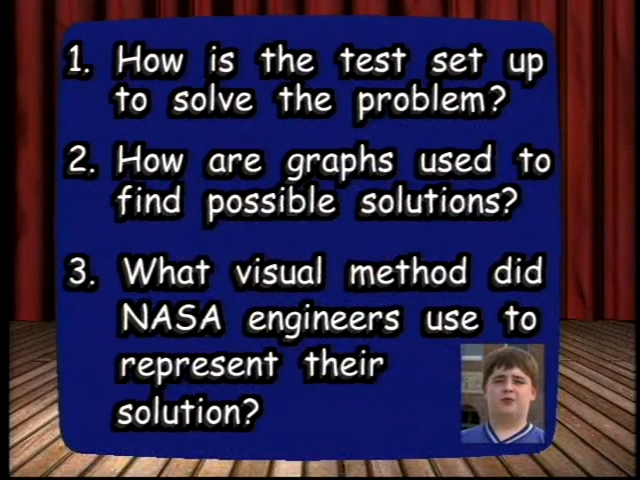 1. How is the test set up
to solve the problem?
2. How are graphs used to
find possible solutions?
3. What visual method did
NASA engineers use to
represent their
solution?